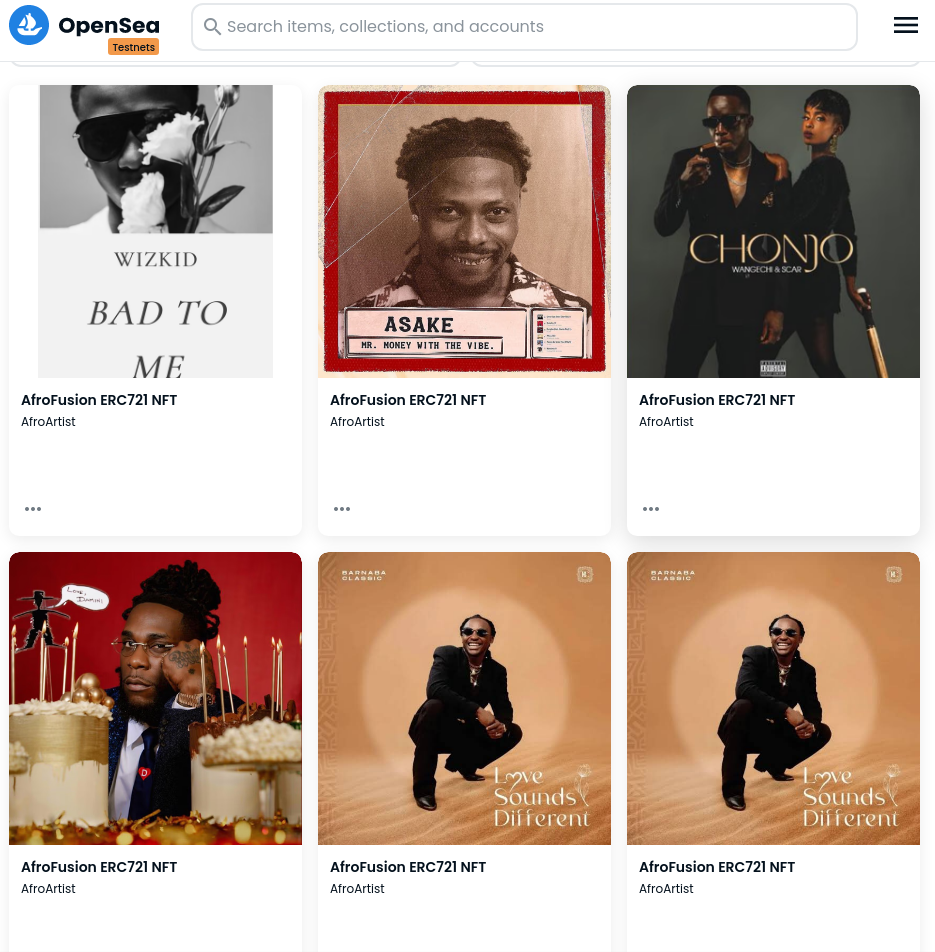 OpenSea
Testnets
Search items, collections, and accounts
WIZKID
BAD TO
ME
AfroFusion ERC721 NFT
AfroArtist
ASAKE
MR. MONEY WITH THE VIBE.
AfroFusion ERC721 NFT
AfroArtist
CHONJO
WANGECHI & SCAR
AfroFusion ERC721 NFT
AfroArtist
LOVE,
DAMINI
D
AfroFusion ERC721 NFT
AfroArtist
BARNABA
CLASSIC
Love
Sounds
Different
AfroFusion ERC721 NFT
AfroArtist
BARNABA
CLASSIC
Love
Sounds
Different
AfroFusion ERC721 NFT
AfroArtist